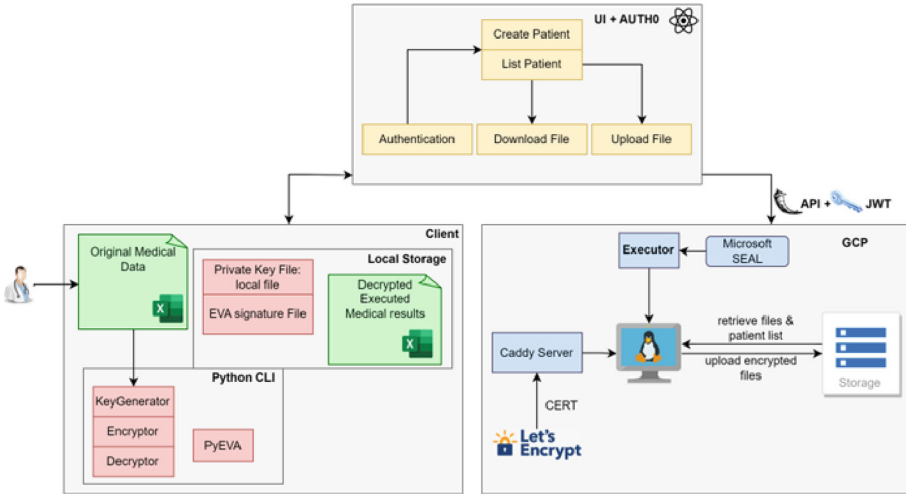 UI + AUTH0
Create Patient
List Patient
Authentication
Download File
Upload File
API +
JWT
Client
Original Medical
Data
X
Local Storage
Private Key File:
local file
EVA signature File
Decrypted
Executed
Medical results
X
Python CLI
KeyGenerator
Encryptor
Decryptor
PyEVA
GCP
Executor
Microsoft
SEAL
retrieve files &
patient list
upload encrypted
files
Storage
Caddy Server
CERT
Let's
Encrypt